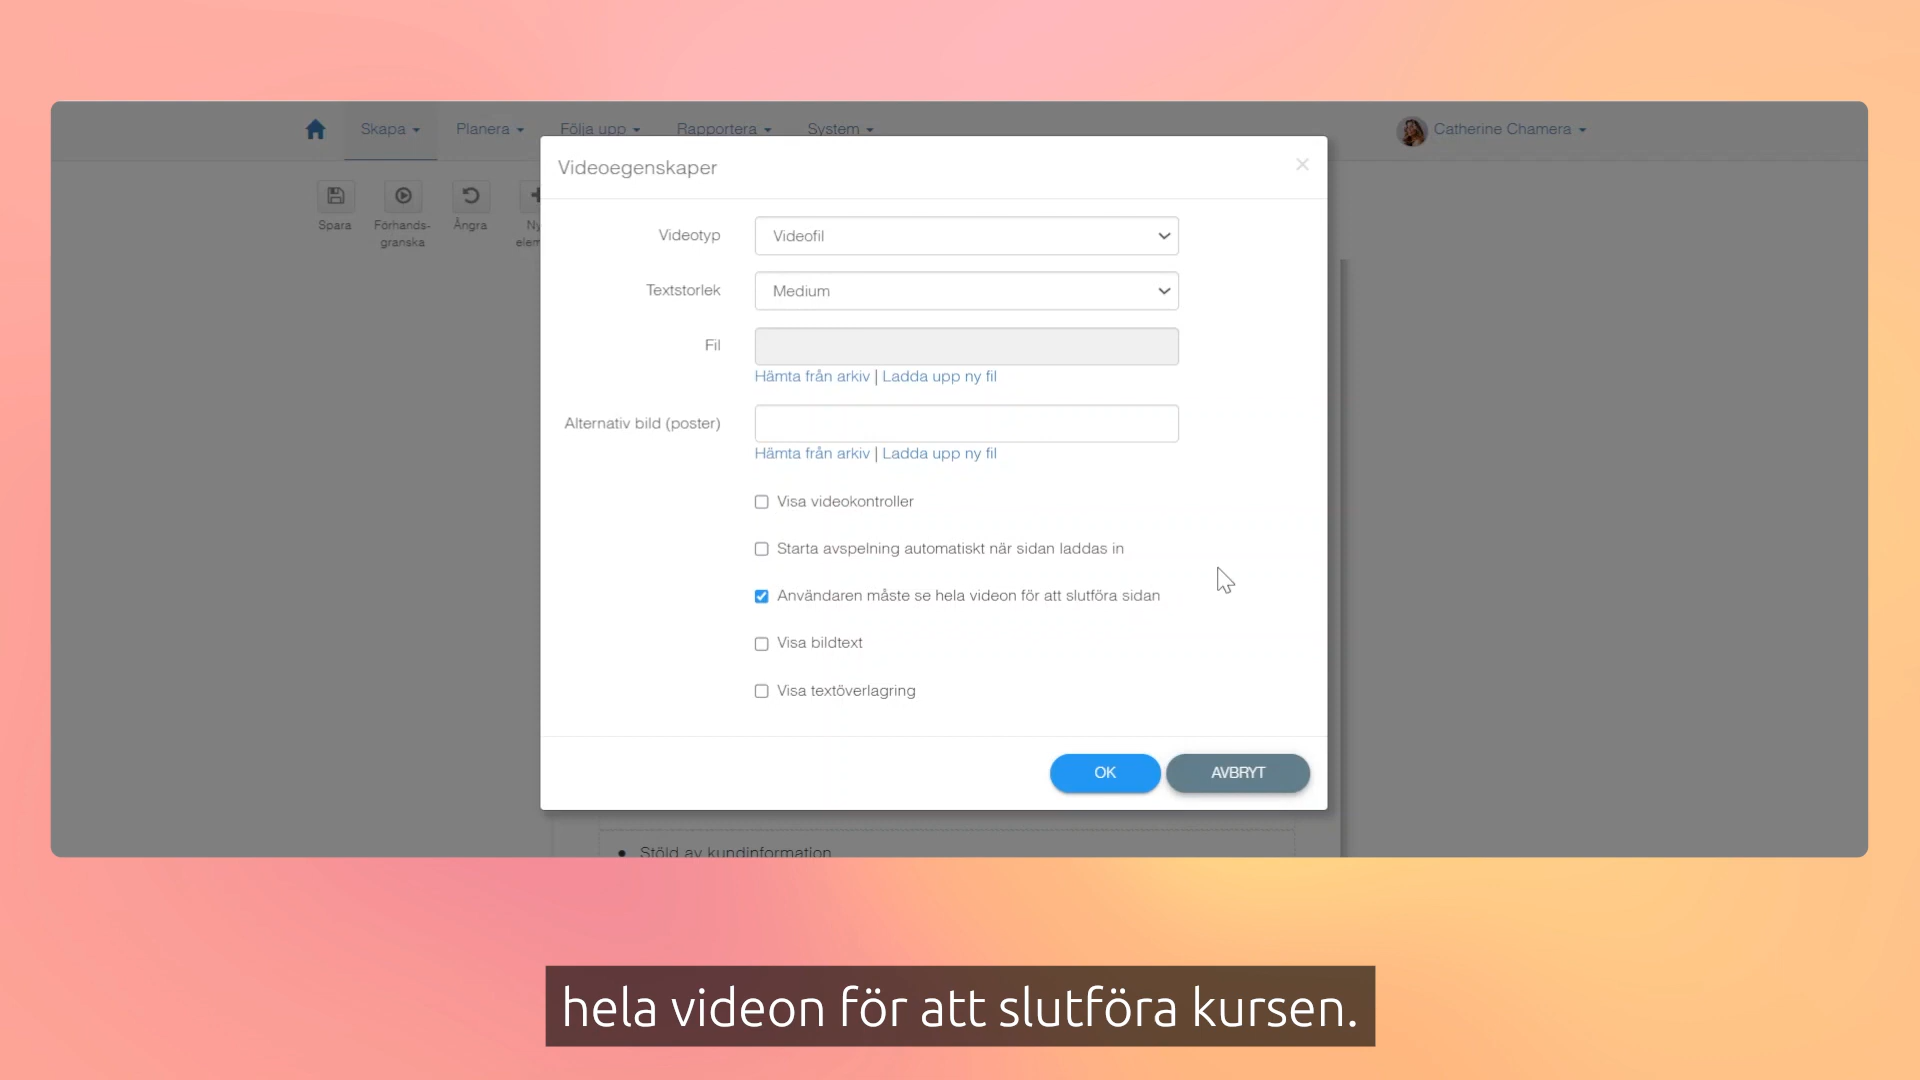 Skapa Planera Följa upp Rapportera System Catherine Chamera
Videoegenskaper ×
Spara Förhands-granska Ångra
Videotyp Videofil
Textstorlek Medium
Fil
Hämta från arkiv | Ladda upp ny fil
Alternativ bild (poster)
Hämta från arkiv | Ladda upp ny fil
Visa videokontroller
Starta avspelning automatiskt när sidan laddas in
Användaren måste se hela videon för att slutföra sidan
Visa bildtext
Visa textöverlagring
OK AVBRYT
• Stöld av kundinformation
hela videon för att slutföra kursen.